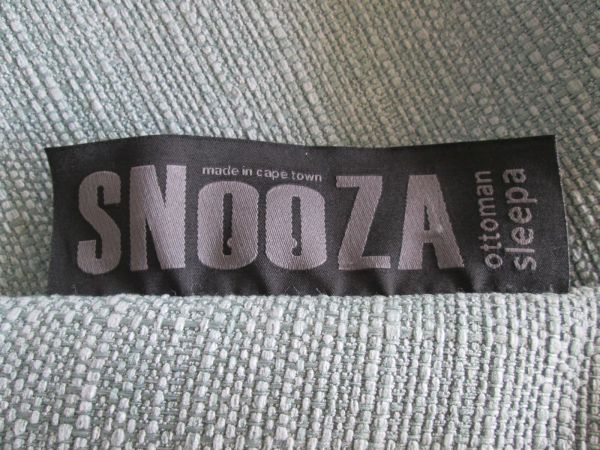 made in cape town
SNOOZA
ottoman
sleepa